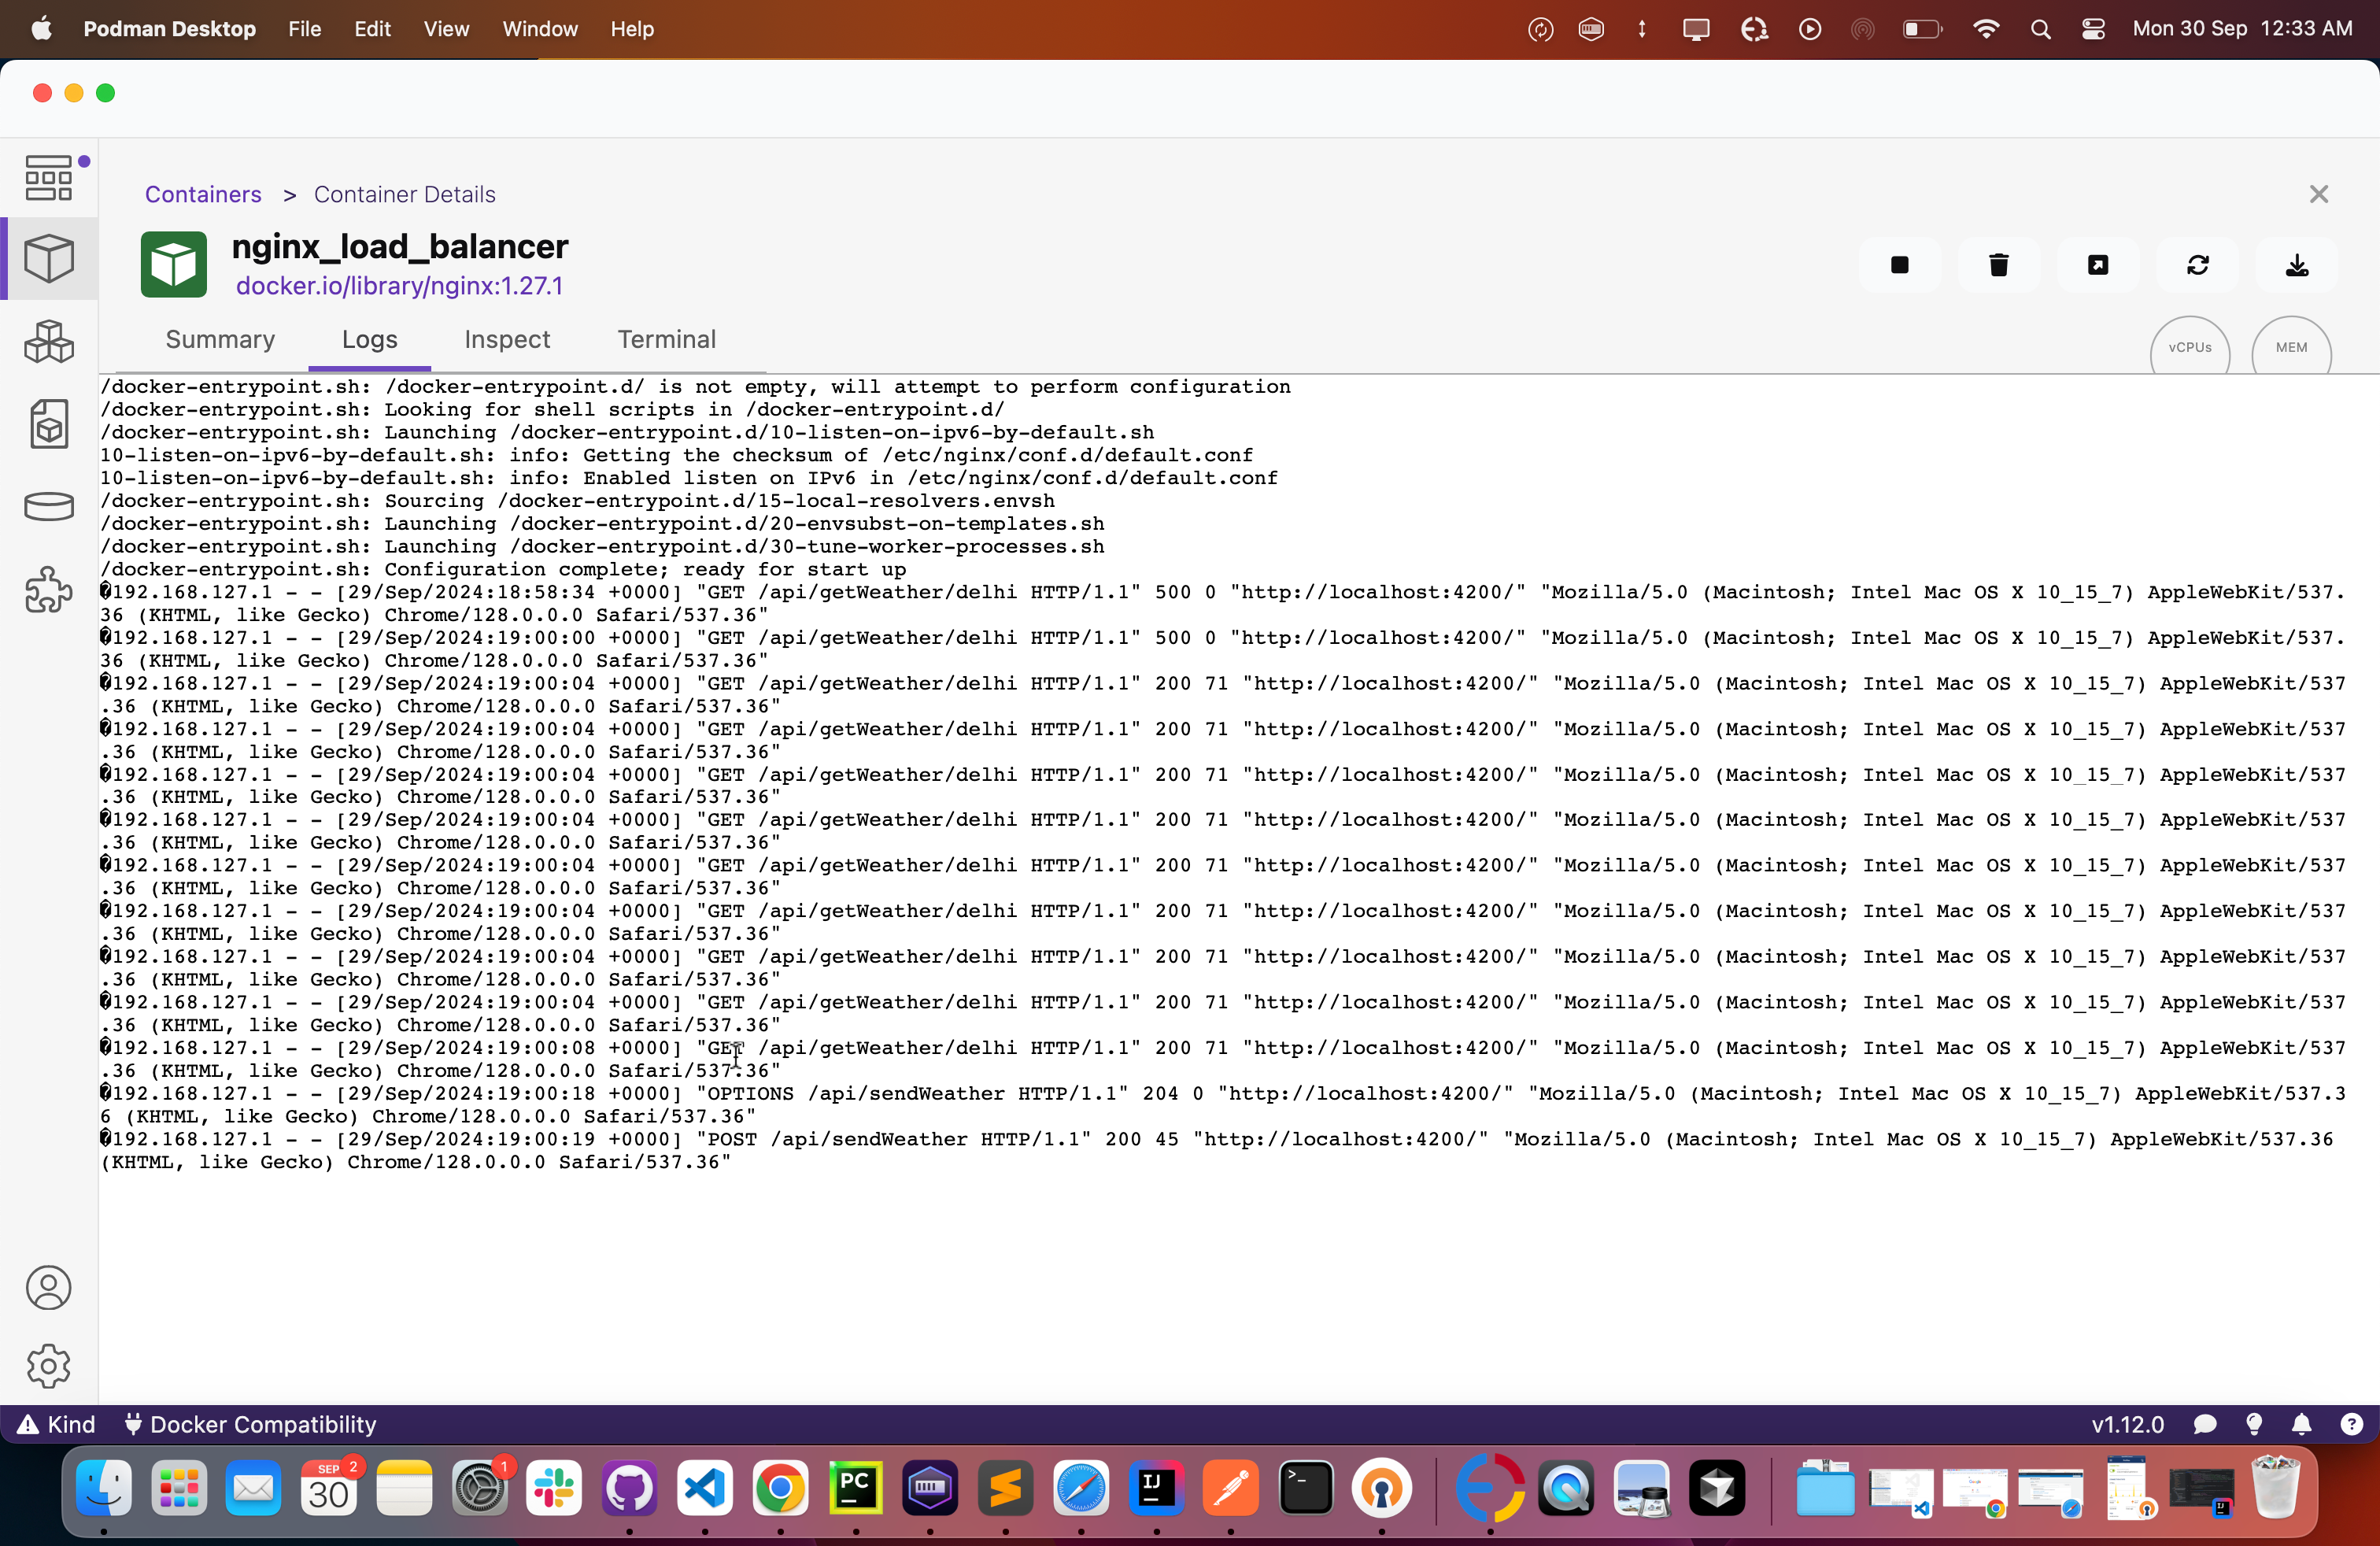 Podman Desktop File Edit View Window Help Mon 30 Sep 12:33 AM
Containers > Container Details
nginx_load_balancer
docker.io/library/nginx:1.27.1
Summary Logs Inspect Terminal
vCPUs MEM
/docker-entrypoint.sh: /docker-entrypoint.d/ is not empty, will attempt to perform configuration
/docker-entrypoint.sh: Looking for shell scripts in /docker-entrypoint.d/
/docker-entrypoint.sh: Launching /docker-entrypoint.d/10-listen-on-ipv6-by-default.sh
10-listen-on-ipv6-by-default.sh: info: Getting the checksum of /etc/nginx/conf.d/default.conf
10-listen-on-ipv6-by-default.sh: info: Enabled listen on IPv6 in /etc/nginx/conf.d/default.conf
/docker-entrypoint.sh: Sourcing /docker-entrypoint.d/15-local-resolvers.envsh
/docker-entrypoint.sh: Launching /docker-entrypoint.d/20-envsubst-on-templates.sh
/docker-entrypoint.sh: Launching /docker-entrypoint.d/30-tune-worker-processes.sh
/docker-entrypoint.sh: Configuration complete; ready for start up
�192.168.127.1 - - [29/Sep/2024:18:58:34 +0000] "GET /api/getWeather/delhi HTTP/1.1" 500 0 "http://localhost:4200/" "Mozilla/5.0 (Macintosh; Intel Mac OS X 10_15_7) AppleWebKit/537.
36 (KHTML, like Gecko) Chrome/128.0.0.0 Safari/537.36"
�192.168.127.1 - - [29/Sep/2024:19:00:00 +0000] "GET /api/getWeather/delhi HTTP/1.1" 500 0 "http://localhost:4200/" "Mozilla/5.0 (Macintosh; Intel Mac OS X 10_15_7) AppleWebKit/537.
36 (KHTML, like Gecko) Chrome/128.0.0.0 Safari/537.36"
�192.168.127.1 - - [29/Sep/2024:19:00:04 +0000] "GET /api/getWeather/delhi HTTP/1.1" 200 71 "http://localhost:4200/" "Mozilla/5.0 (Macintosh; Intel Mac OS X 10_15_7) AppleWebKit/537
.36 (KHTML, like Gecko) Chrome/128.0.0.0 Safari/537.36"
�192.168.127.1 - - [29/Sep/2024:19:00:04 +0000] "GET /api/getWeather/delhi HTTP/1.1" 200 71 "http://localhost:4200/" "Mozilla/5.0 (Macintosh; Intel Mac OS X 10_15_7) AppleWebKit/537
.36 (KHTML, like Gecko) Chrome/128.0.0.0 Safari/537.36"
�192.168.127.1 - - [29/Sep/2024:19:00:04 +0000] "GET /api/getWeather/delhi HTTP/1.1" 200 71 "http://localhost:4200/" "Mozilla/5.0 (Macintosh; Intel Mac OS X 10_15_7) AppleWebKit/537
.36 (KHTML, like Gecko) Chrome/128.0.0.0 Safari/537.36"
�192.168.127.1 - - [29/Sep/2024:19:00:04 +0000] "GET /api/getWeather/delhi HTTP/1.1" 200 71 "http://localhost:4200/" "Mozilla/5.0 (Macintosh; Intel Mac OS X 10_15_7) AppleWebKit/537
.36 (KHTML, like Gecko) Chrome/128.0.0.0 Safari/537.36"
�192.168.127.1 - - [29/Sep/2024:19:00:04 +0000] "GET /api/getWeather/delhi HTTP/1.1" 200 71 "http://localhost:4200/" "Mozilla/5.0 (Macintosh; Intel Mac OS X 10_15_7) AppleWebKit/537
.36 (KHTML, like Gecko) Chrome/128.0.0.0 Safari/537.36"
�192.168.127.1 - - [29/Sep/2024:19:00:04 +0000] "GET /api/getWeather/delhi HTTP/1.1" 200 71 "http://localhost:4200/" "Mozilla/5.0 (Macintosh; Intel Mac OS X 10_15_7) AppleWebKit/537
.36 (KHTML, like Gecko) Chrome/128.0.0.0 Safari/537.36"
�192.168.127.1 - - [29/Sep/2024:19:00:04 +0000] "GET /api/getWeather/delhi HTTP/1.1" 200 71 "http://localhost:4200/" "Mozilla/5.0 (Macintosh; Intel Mac OS X 10_15_7) AppleWebKit/537
.36 (KHTML, like Gecko) Chrome/128.0.0.0 Safari/537.36"
�192.168.127.1 - - [29/Sep/2024:19:00:04 +0000] "GET /api/getWeather/delhi HTTP/1.1" 200 71 "http://localhost:4200/" "Mozilla/5.0 (Macintosh; Intel Mac OS X 10_15_7) AppleWebKit/537
.36 (KHTML, like Gecko) Chrome/128.0.0.0 Safari/537.36"
�192.168.127.1 - - [29/Sep/2024:19:00:08 +0000] "GET /api/getWeather/delhi HTTP/1.1" 200 71 "http://localhost:4200/" "Mozilla/5.0 (Macintosh; Intel Mac OS X 10_15_7) AppleWebKit/537
.36 (KHTML, like Gecko) Chrome/128.0.0.0 Safari/537.36"
�192.168.127.1 - - [29/Sep/2024:19:00:18 +0000] "OPTIONS /api/sendWeather HTTP/1.1" 204 0 "http://localhost:4200/" "Mozilla/5.0 (Macintosh; Intel Mac OS X 10_15_7) AppleWebKit/537.3
6 (KHTML, like Gecko) Chrome/128.0.0.0 Safari/537.36"
�192.168.127.1 - - [29/Sep/2024:19:00:19 +0000] "POST /api/sendWeather HTTP/1.1" 200 45 "http://localhost:4200/" "Mozilla/5.0 (Macintosh; Intel Mac OS X 10_15_7) AppleWebKit/537.36
(KHTML, like Gecko) Chrome/128.0.0.0 Safari/537.36"
Kind Docker Compatibility v1.12.0
SEP 2
30
1
PC
IJ